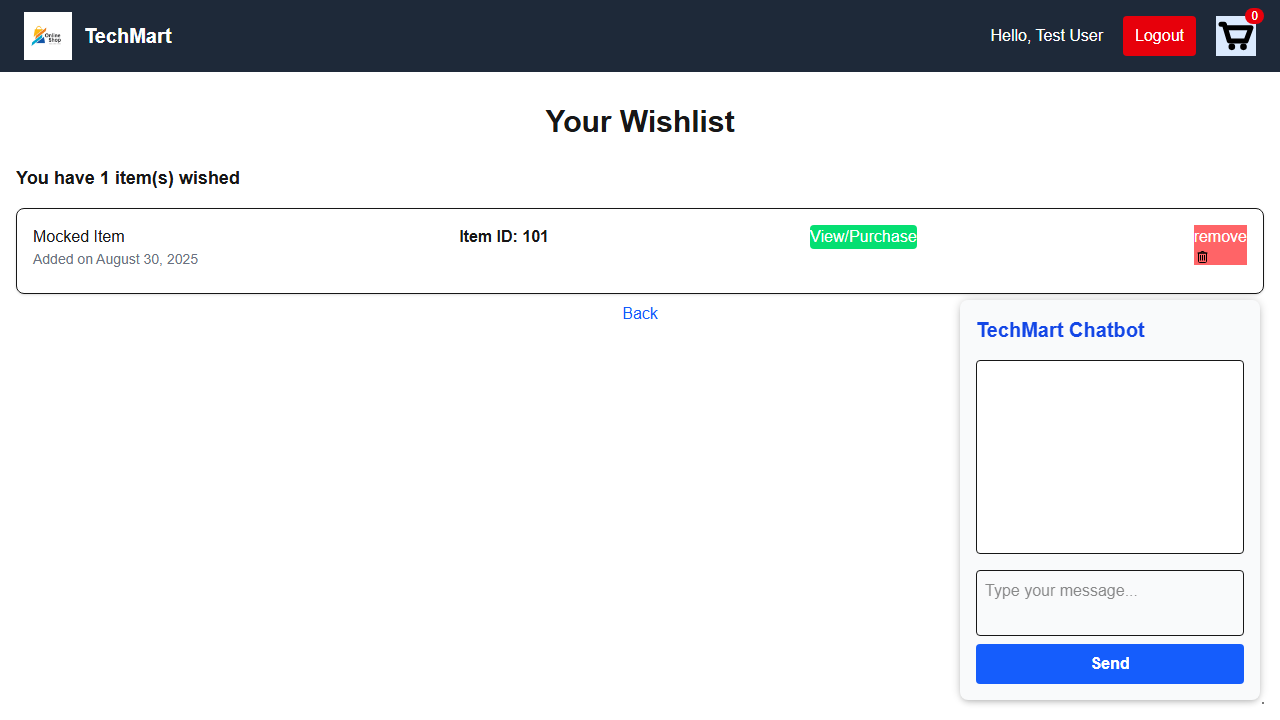 Online
Shop
TechMart
Hello, Test User
Logout
0
Your Wishlist
You have 1 item(s) wished
Mocked Item
Added on August 30, 2025
Item ID: 101
View/Purchase
remove
Back
TechMart Chatbot
Type your message...
Send
.